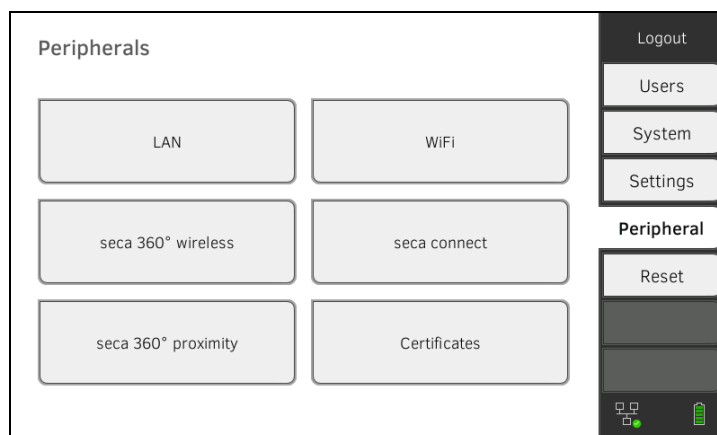 Peripherals
LAN
WiFi
seca 360° wireless
seca connect
seca 360° proximity
Certificates
Logout
Users
System
Settings
Peripheral
Reset